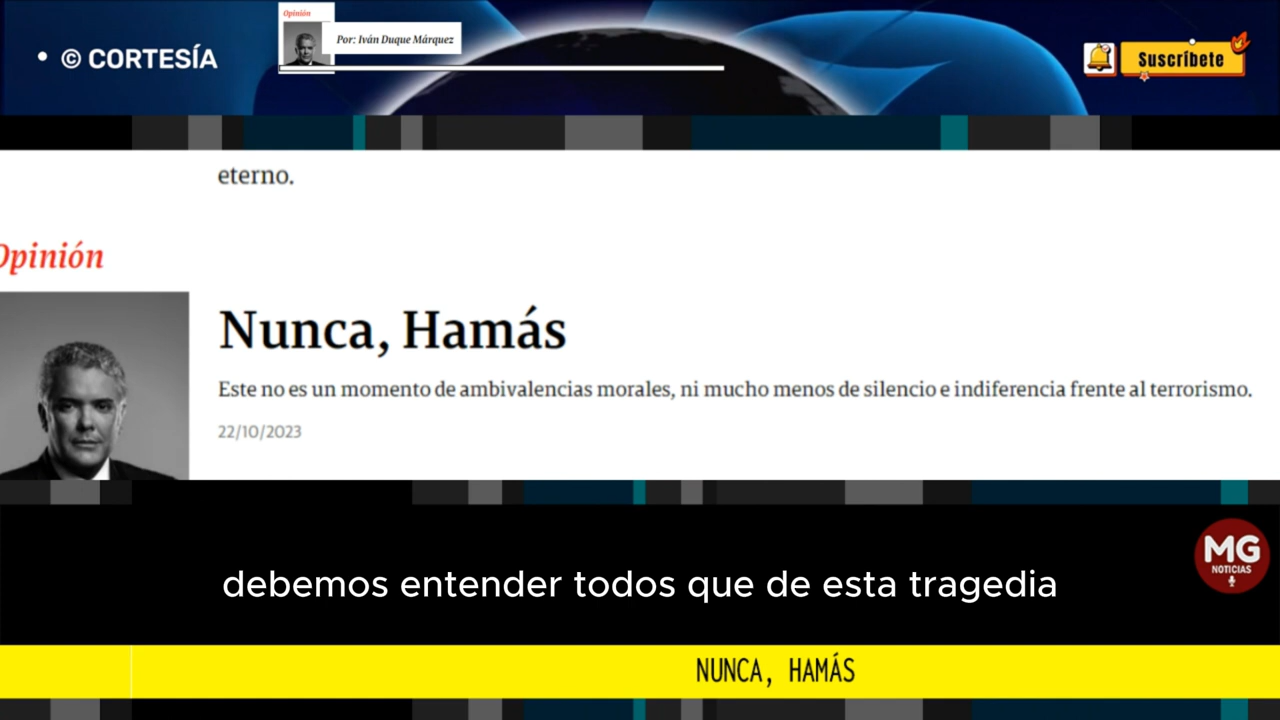 © CORTESÍA
Opinión
Por: Iván Duque Márquez
Suscríbete
eterno.
Opinión
Nunca, Hamás
Este no es un momento de ambivalencias morales, ni mucho menos de silencio e indiferencia frente al terrorismo.
22/10/2023
MG
NOTICIAS
debemos entender todos que de esta tragedia
NUNCA, HAMÁS